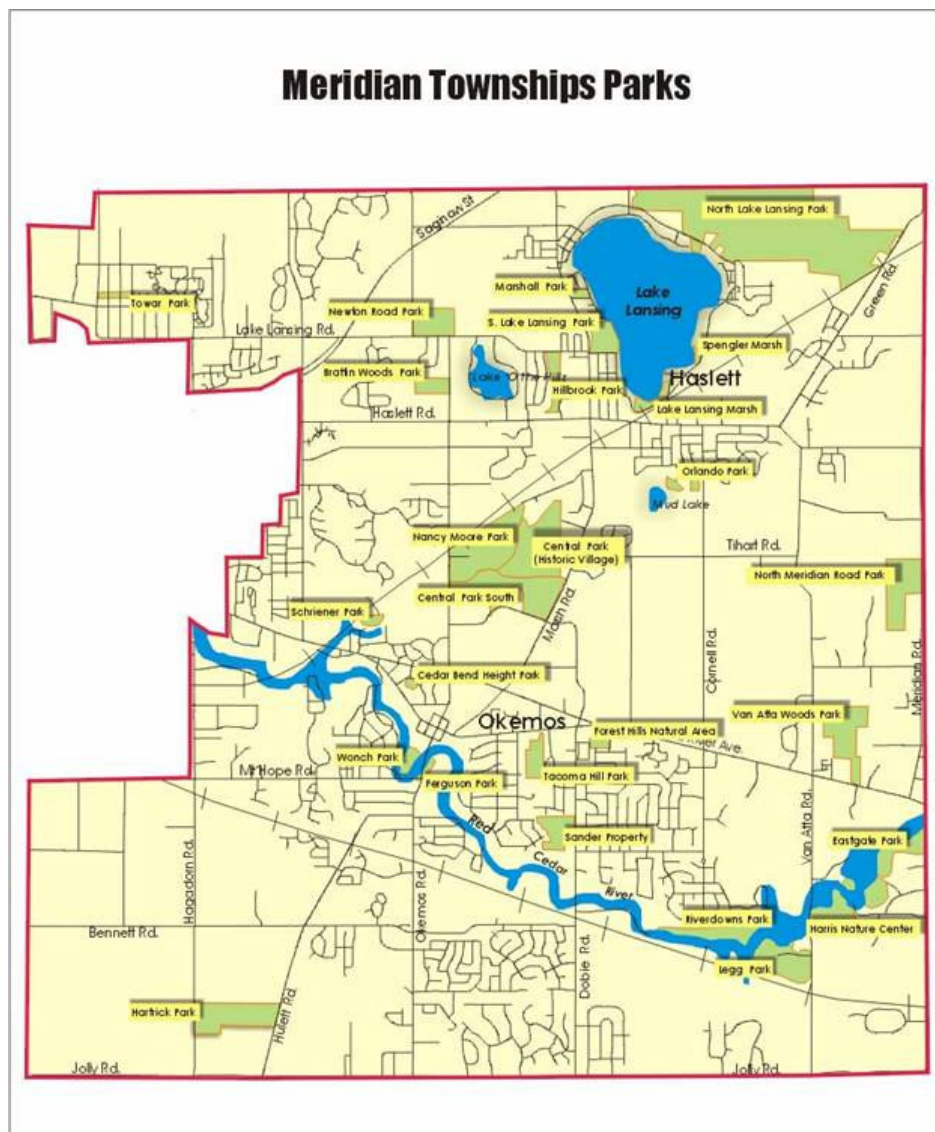 Meridian Townships Parks
North Lake Lansing Park
Saginaw St
Green Rd.
Marshall Park
Lake
Lansing
Towar Park
Newton Road Park
S. Lake Lansing Park
Lake Lansing Rd.
Spengler Marsh
Brattin Woods Park
Lake O the Hills
Haslett
Hillbrook Park
Haslett Rd.
Lake Lansing Marsh
Orlando Park
Mud Lake
Nancy Moore Park
Central Park
(Historic Village)
Tihart Rd.
North Meridian Road Park
Central Park South
Schriener Park
Marsh Rd.
Cornell Rd.
Meridian Rd.
Cedar Bend Height Park
Van Atta Woods Park
Okemos
Forest Hills Natural Area
River Ave.
Wonch Park
Mt Hope Rd.
Ferguson Park
Tacoma Hill Park
Red
Cedar
River
Sander Property
Van Atta Rd.
Eastgate Park
Hagadorn Rd.
Okemos Rd.
Riverdowns Park
Harris Nature Center
Bennett Rd.
Legg Park
Dobie Rd.
Hartrick Park
Hulett Rd.
Jolly Rd.
Jolly Rd.